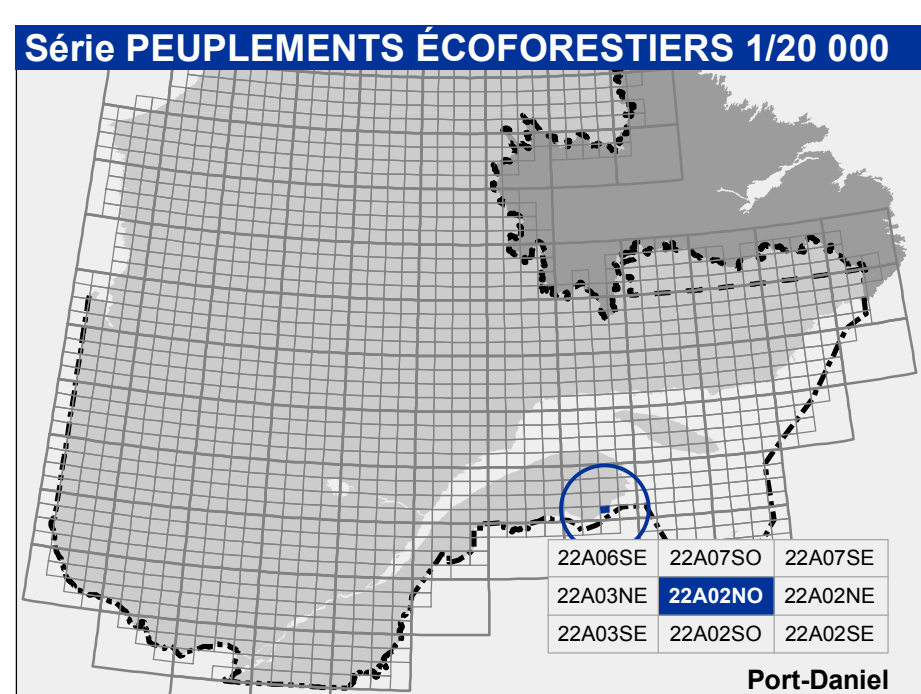 Série PEUPLEMENTS ÉCOFORESTIERS 1/20 000
22A06SE 22A07SO 22A07SE
22A03NE 22A02NO 22A02NE
22A03SE 22A02SO 22A02SE
Port-Daniel